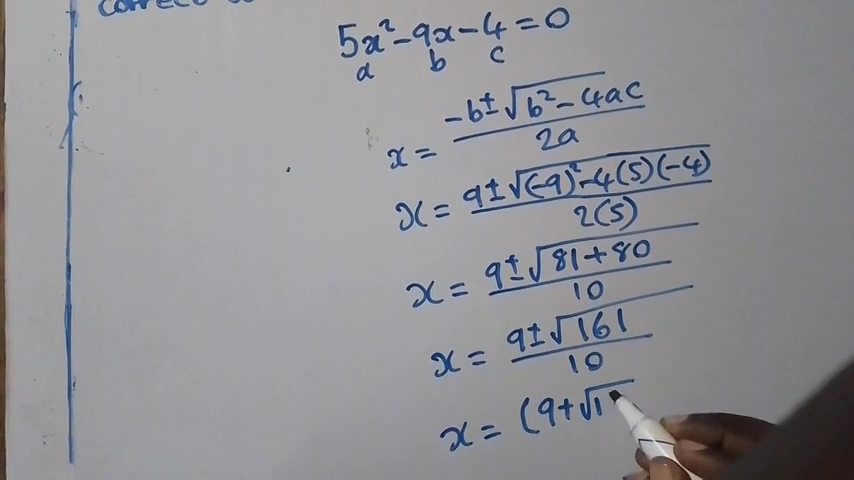 5x² - 9x - 4 = 0
a b c
x = -b ± √b² - 4ac / 2a
x = 9 ± √(-9)² - 4(5)(-4) / 2(5)
x = 9 ± √81 + 80 / 10
x = 9 ± √161 / 10
x = (9 + √1